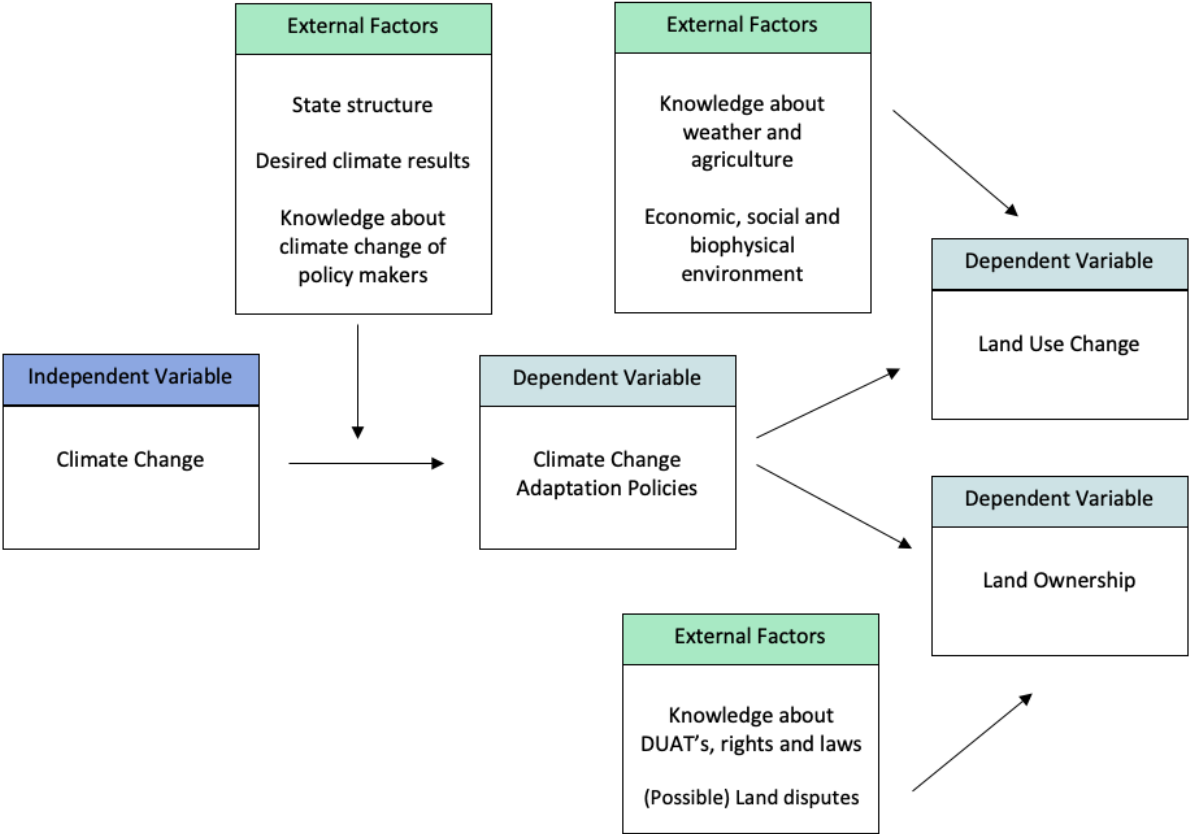 External Factors
State structure
Desired climate results
Knowledge about
climate change of
policy makers
External Factors
Knowledge about
weather and
agriculture
Economic, social and
biophysical
environment
Independent Variable
Climate Change
Dependent Variable
Climate Change
Adaptation Policies
Dependent Variable
Land Use Change
Dependent Variable
Land Ownership
External Factors
Knowledge about
DUAT's, rights and laws
(Possible) Land disputes